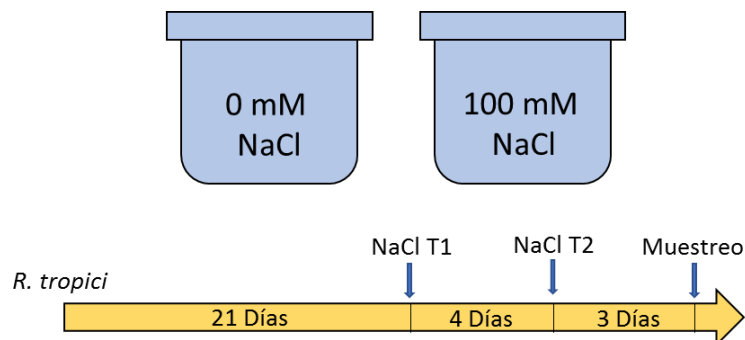 0 mM
NaCl
100 mM
NaCl
NaCl T1
NaCl T2
Muestreo
R. tropici
21 Días
4 Días
3 Días